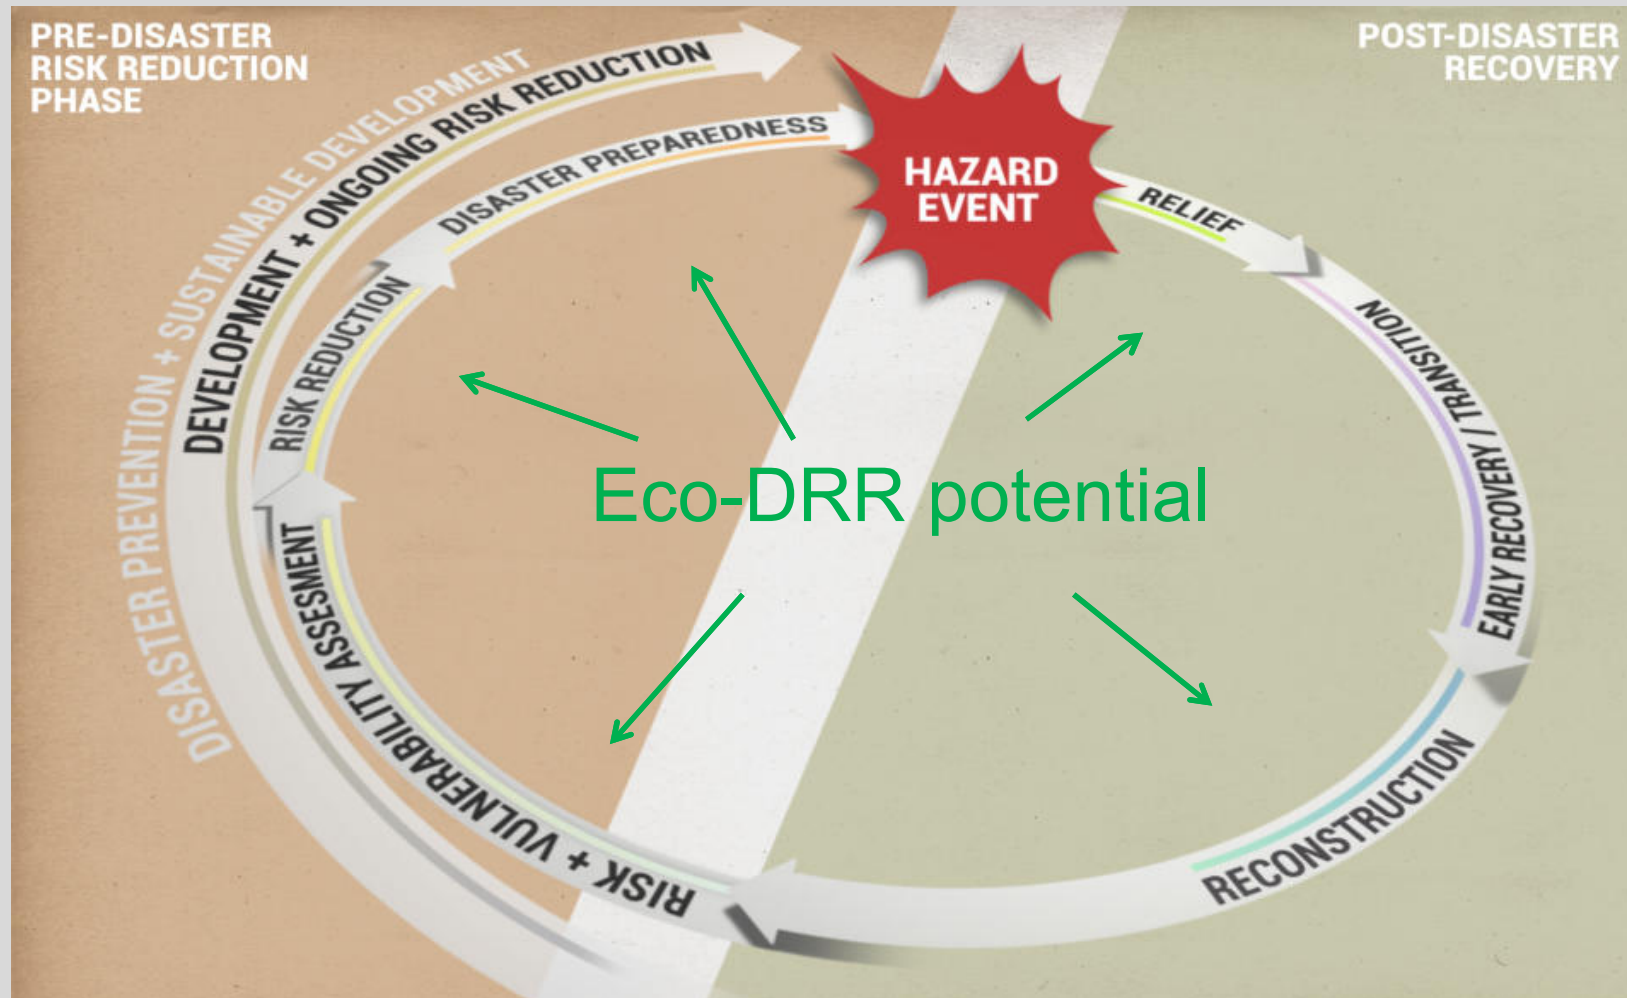 PRE-DISASTER
RISK REDUCTION
PHASE
POST-DISASTER
RECOVERY
DISASTER PREVENTION + SUSTAINABLE DEVELOPMENT
DEVELOPMENT + ONGOING RISK REDUCTION
DISASTER PREPAREDNESS
HAZARD
EVENT
RELIEF
RISK REDUCTION
EARLY RECOVERY / TRANSITION
Eco-DRR potential
RISK + VULNERABILITY ASSESMENT
RECONSTRUCTION